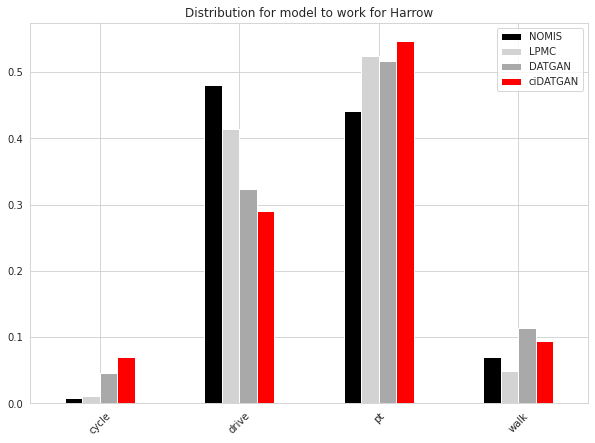 Distribution for model to work for Harrow
NOMIS
LPMC
DATGAN
ciDATGAN
0.5
0.4
0.3
0.2
0.1
0.0
cycle
drive
pt
walk